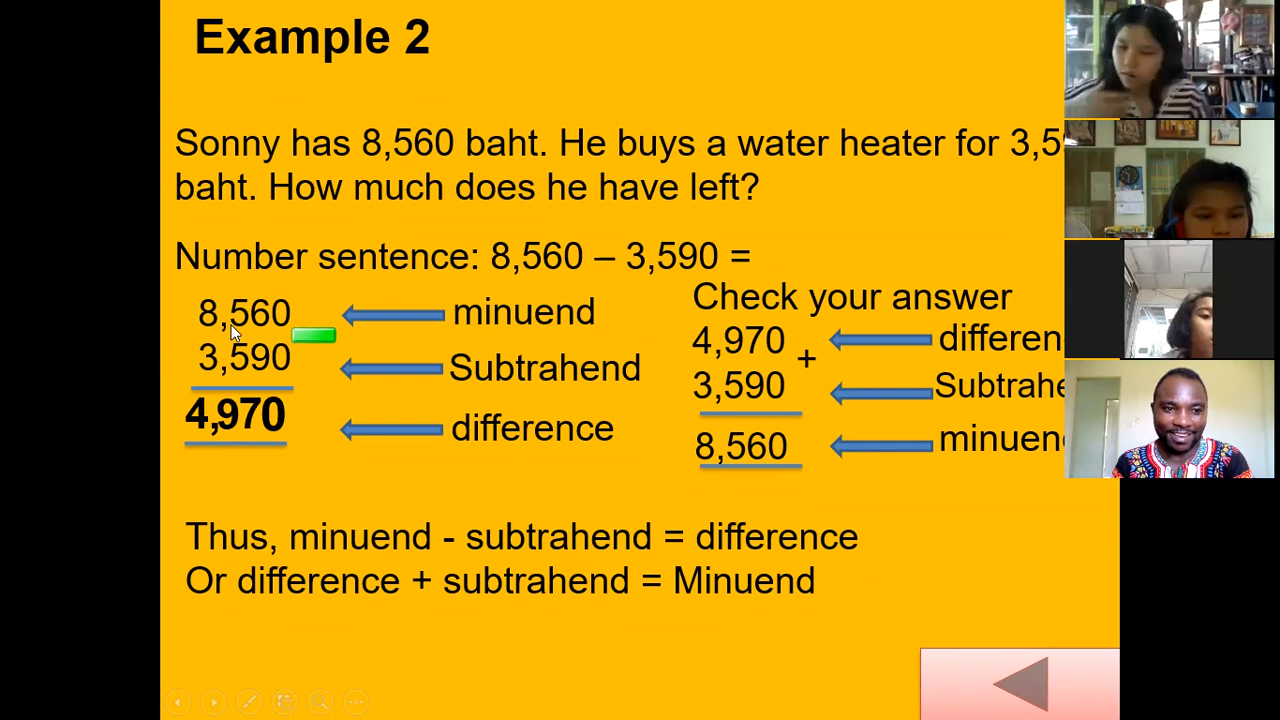 Example 2
Sonny has 8,560 baht. He buys a water heater for
baht. How much does he have left?
Number sentence: 8,560 – 3,590 =
8,560
minuend
3,590
Subtrahend
4,970
difference
Check your answer
4,970 +
3,590
8,560
Thus, minuend - subtrahend = difference
Or difference + subtrahend = Minuend